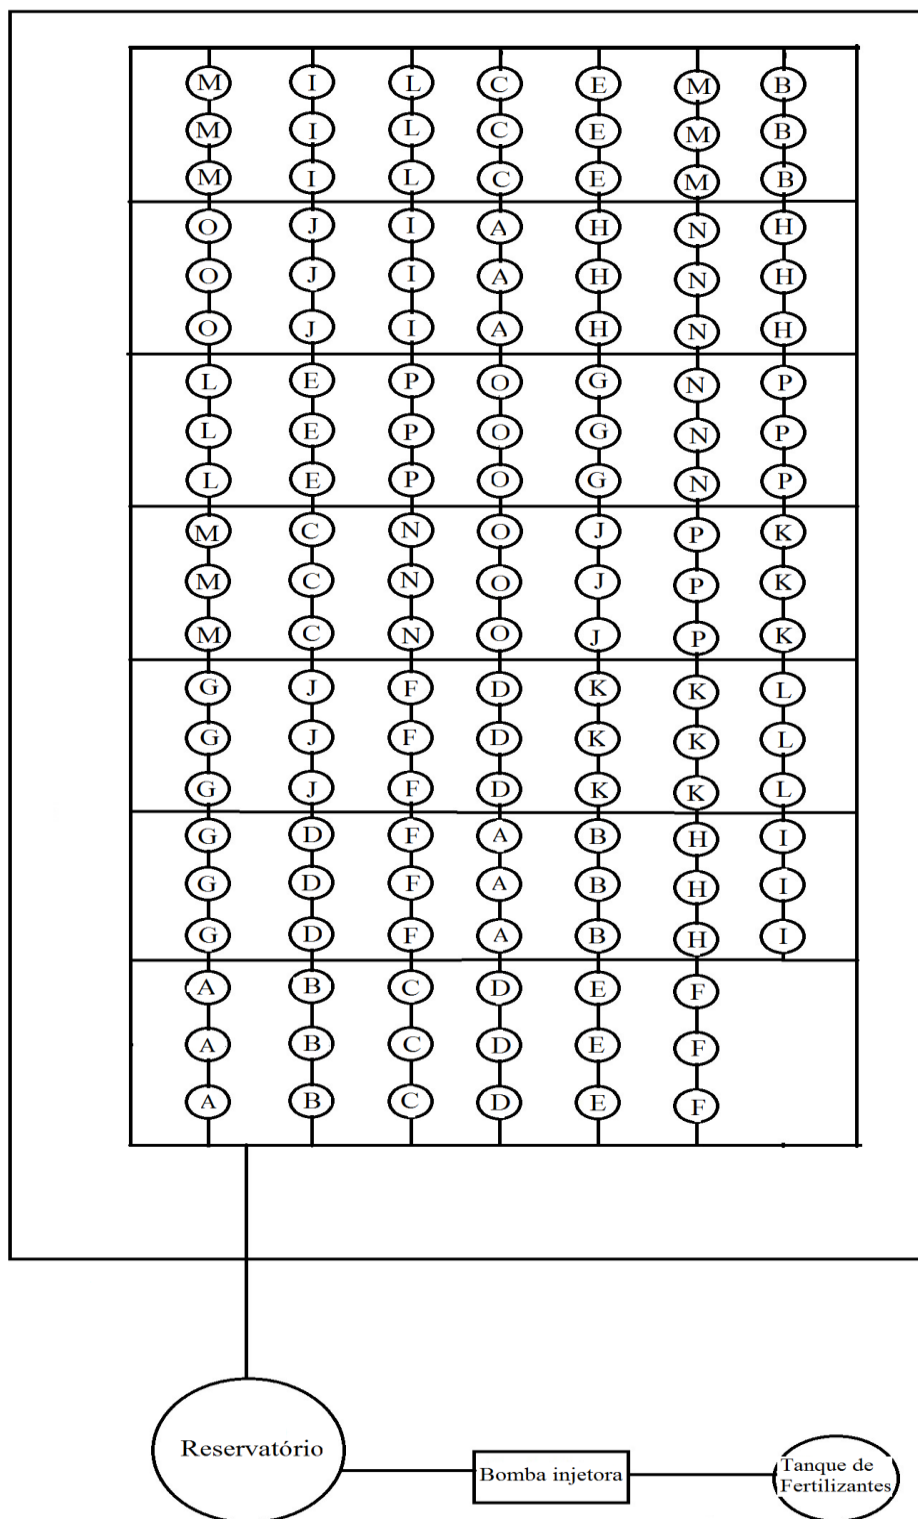 M I L C E M B
M I L C E M B
M I L C E M B
O J I A H N H
O J I A H N H
O J I A H N H
L E P O G N P
L E P O G N P
L E P O G N P
M C N O J P K
M C N O J P K
M C N O J P K
G J F D K K L
G J F D K K L
G J F D K K L
G D F A B H I
G D F A B H I
G D F A B H I
A B C D E F
A B C D E F
A B C D E F
Reservatório
Bomba injetora
Tanque de
Fertilizantes